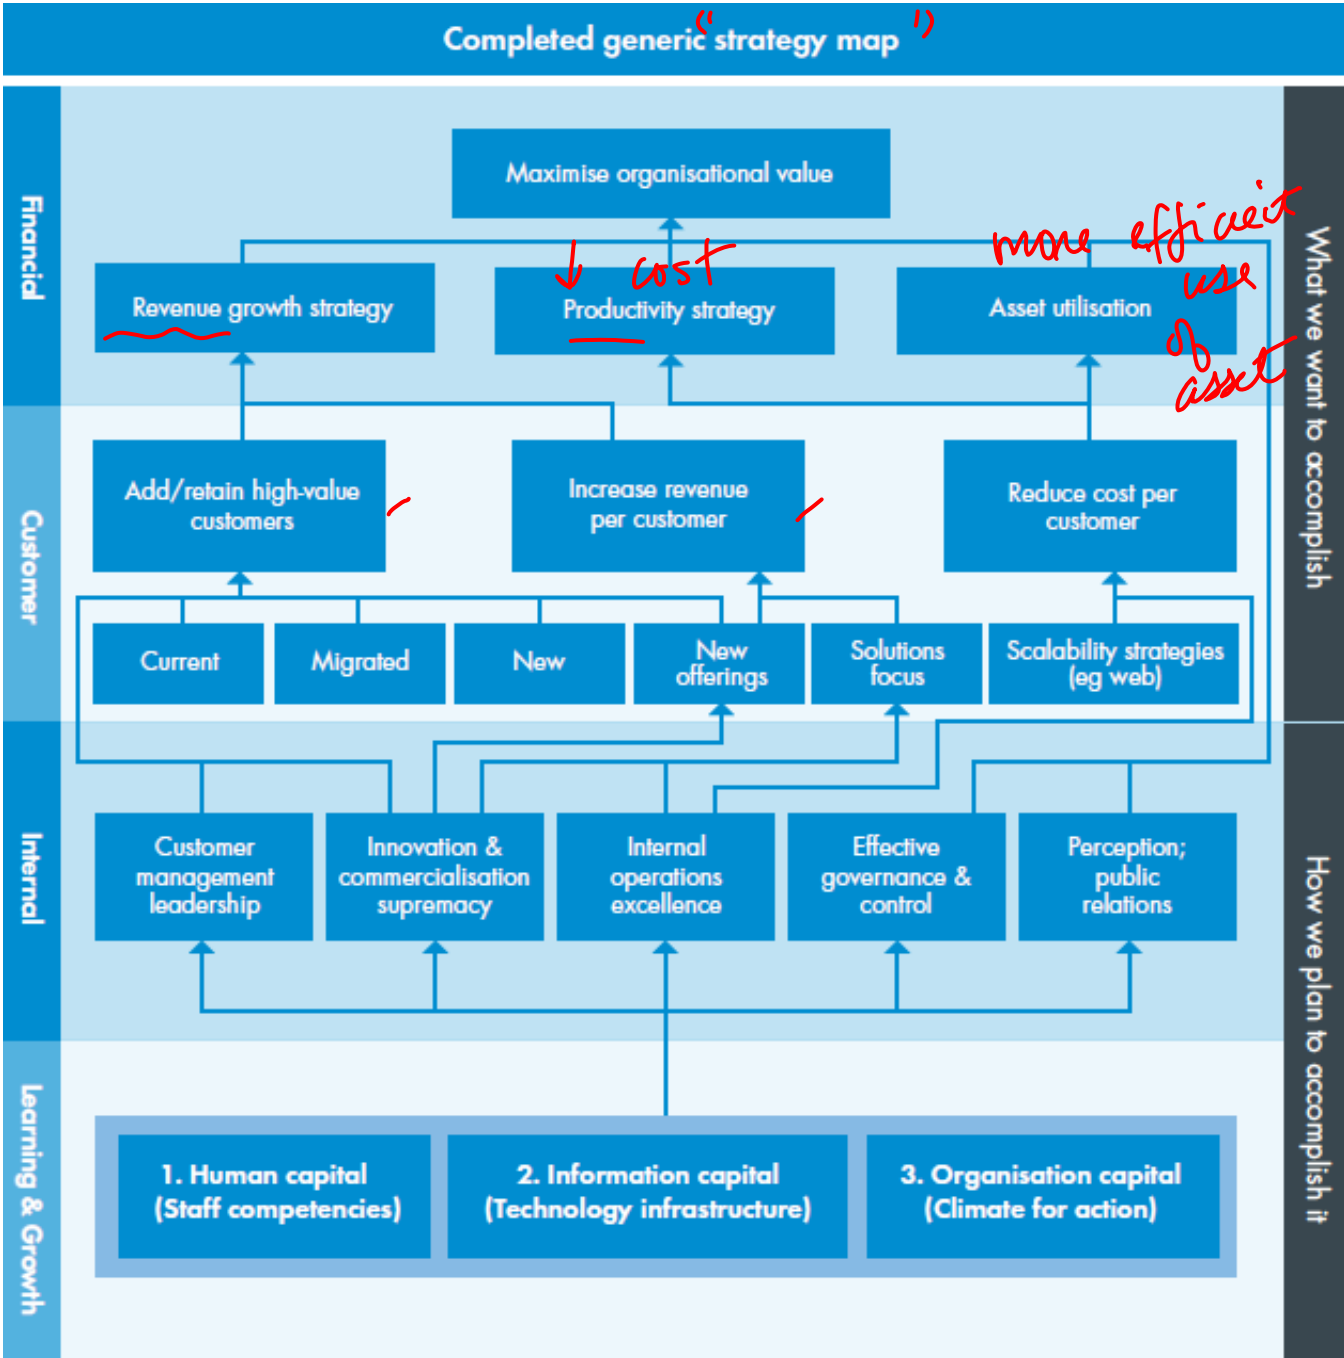 Completed generic “strategy map ”
Financial
Maximise organisational value
Revenue growth strategy
↓ cost
Productivity strategy
more efficient
use
of
asset
Asset utilisation
What we want to accomplish
Customer
Add/retain high-value
customers
Increase revenue
per customer
Reduce cost per
customer
Current
Migrated
New
New
offerings
Solutions
focus
Scalability strategies
(eg web)
Internal
Customer
management
leadership
Innovation &
commercialisation
supremacy
Internal
operations
excellence
Effective
governance &
control
Perception;
public
relations
How we plan to accomplish it
Learning & Growth
1. Human capital
(Staff competencies)
2. Information capital
(Technology infrastructure)
3. Organisation capital
(Climate for action)